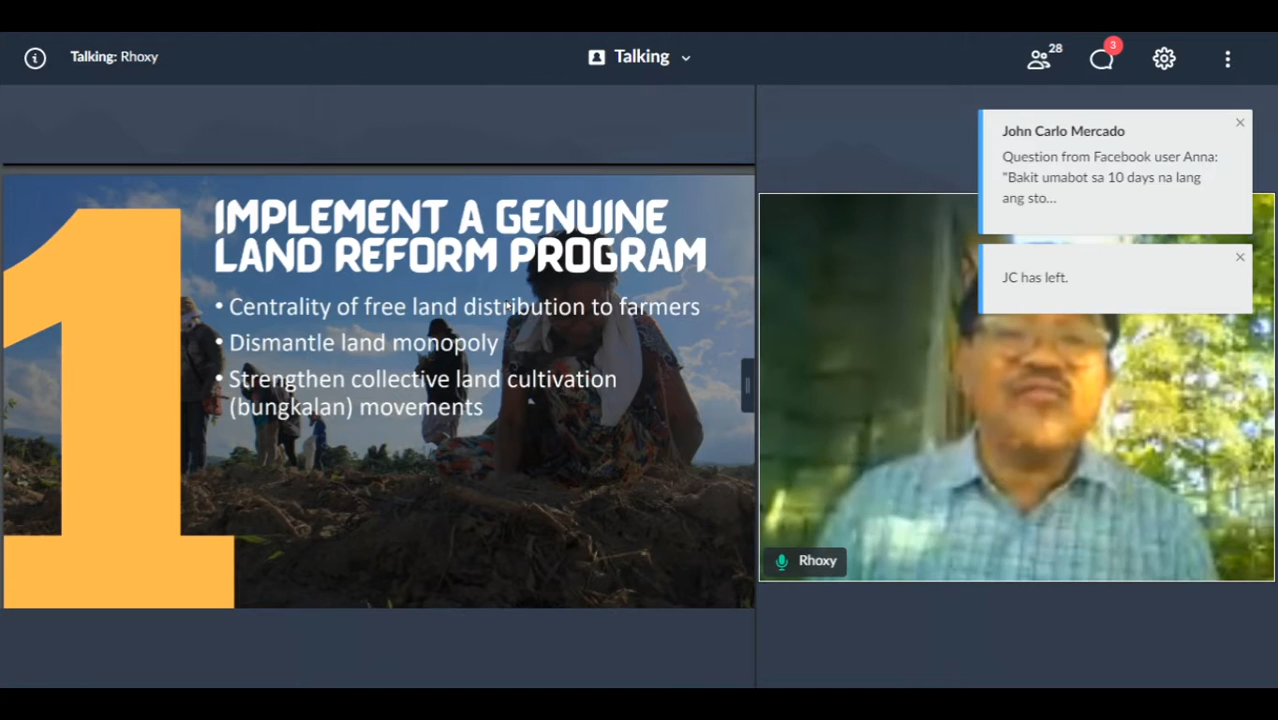 Talking: Rhoxy
Talking
28
3
1
IMPLEMENT A GENUINE
LAND REFORM PROGRAM
• Centrality of free land distribution to farmers
• Dismantle land monopoly
• Strengthen collective land cultivation
(bungkalan) movements
John Carlo Mercado
Question from Facebook user Anna:
"Bakit umabot sa 10 days na lang
ang sto...
JC has left.
Rhoxy